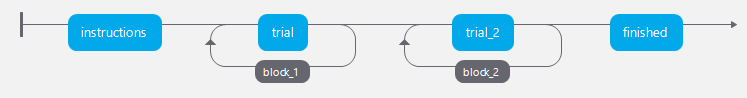 instructions
trial
block_1
trial_2
block_2
finished